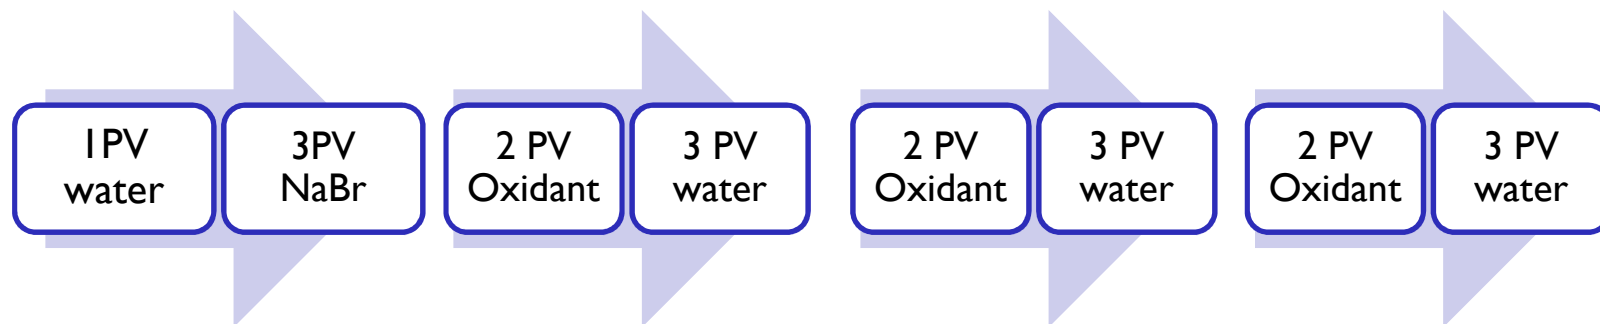 1PV
water
3PV
NaBr
2 PV
Oxidant
3 PV
water
2 PV
Oxidant
3 PV
water
2 PV
Oxidant
3 PV
water